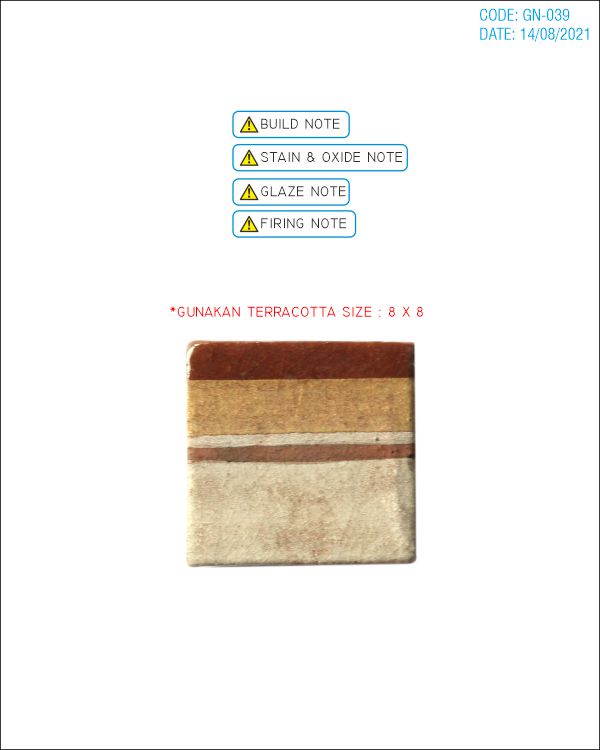 CODE: GN-039
DATE: 14/08/2021
BUILD NOTE
STAIN & OXIDE NOTE
GLAZE NOTE
FIRING NOTE
*GUNAKAN TERRACOTTA SIZE : 8 X 8